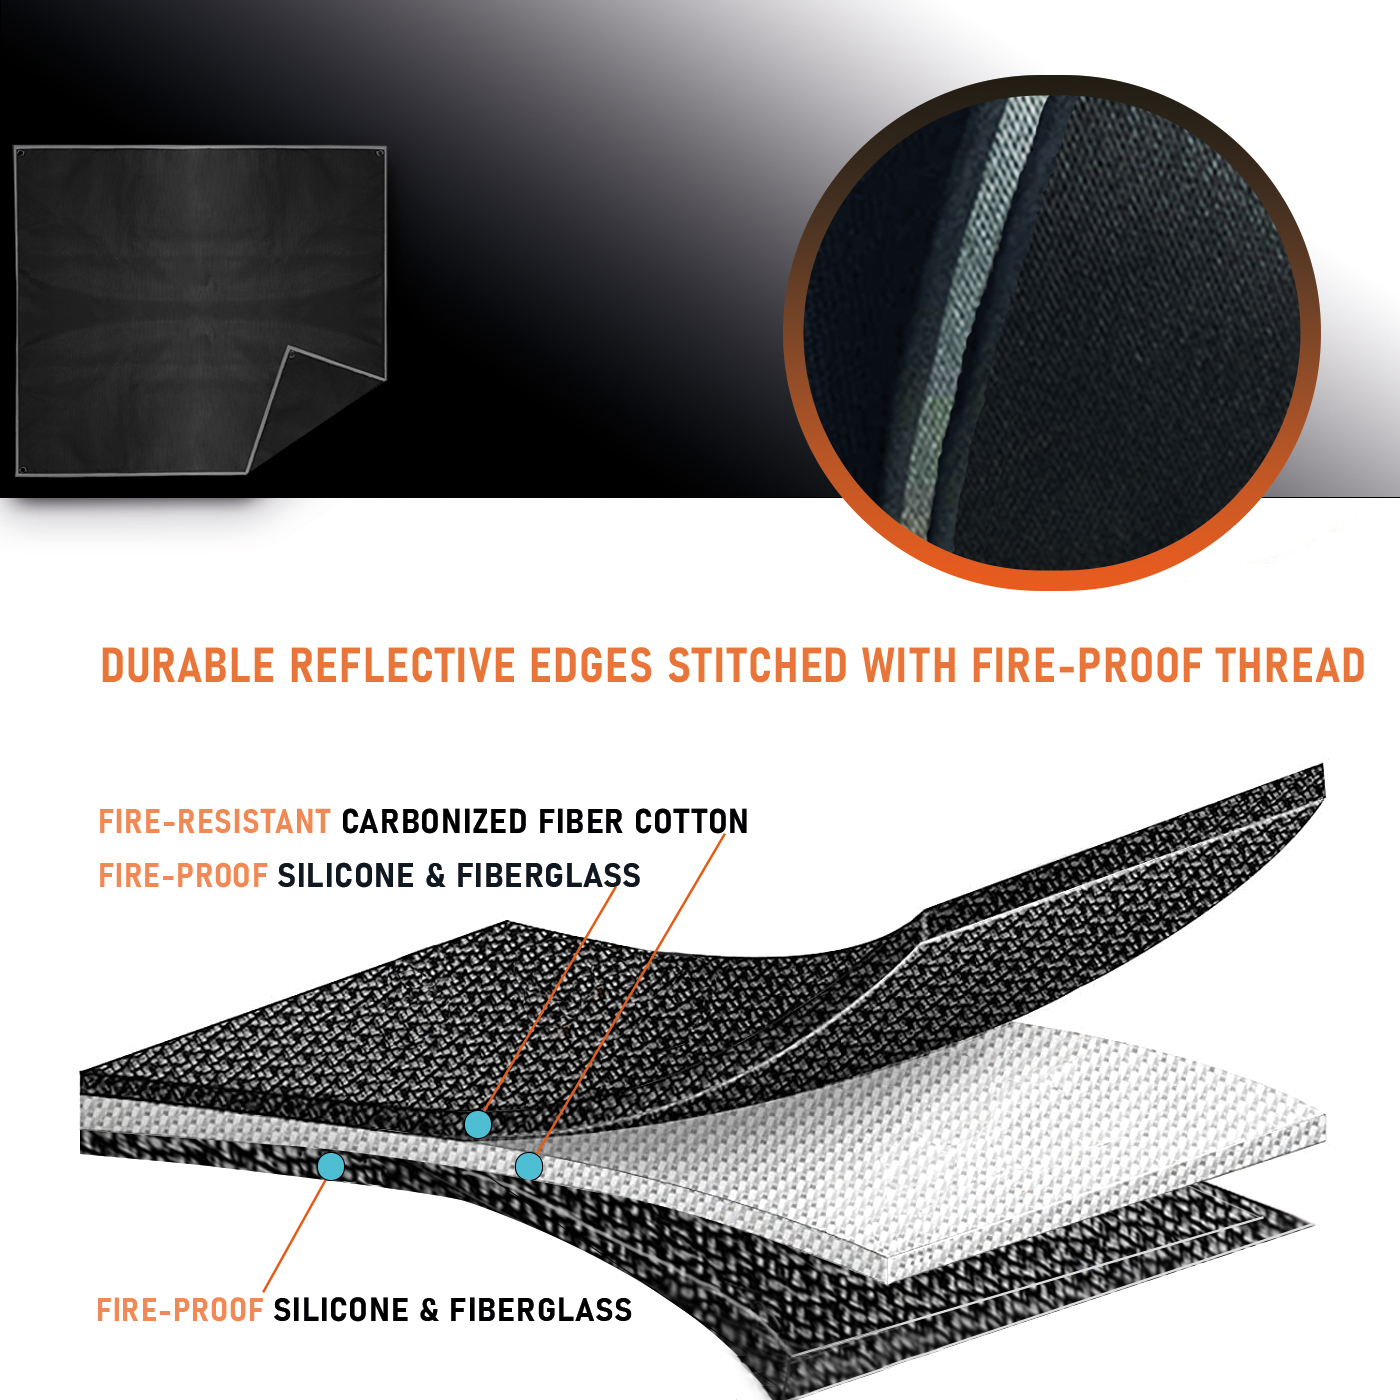 DURABLE REFLECTIVE EDGES STITCHED WITH FIRE-PROOF THREAD
FIRE-RESISTANT CARBONIZED FIBER COTTON
FIRE-PROOF SILICONE & FIBERGLASS
FIRE-PROOF SILICONE & FIBERGLASS